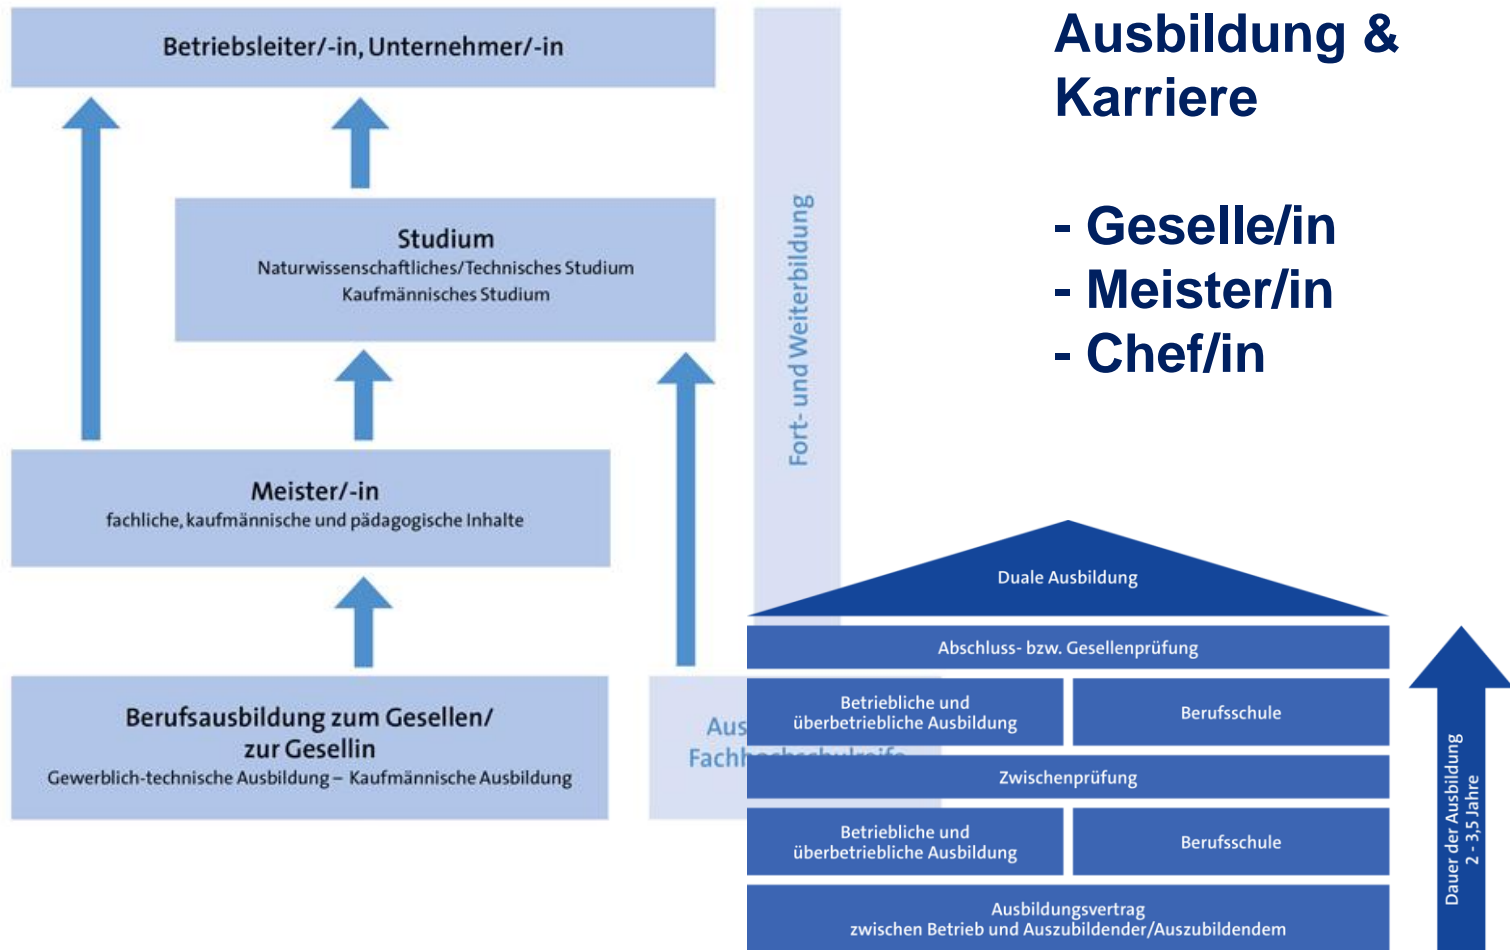 Ausbildung &
Karriere
- Geselle/in
- Meister/in
- Chef/in
Betriebsleiter/-in, Unternehmer/-in
Studium
Naturwissenschaftliches/Technisches Studium
Kaufmännisches Studium
Fort- und Weiterbildung
Meister/-in
fachliche, kaufmännische und pädagogische Inhalte
Berufsausbildung zum Gesellen/
zur Gesellin
Gewerblich-technische Ausbildung – Kaufmännische Ausbildung
Duale Ausbildung
Abschluss- bzw. Gesellenprüfung
Betriebliche und
überbetriebliche Ausbildung
Berufsschule
Zwischenprüfung
Betriebliche und
überbetriebliche Ausbildung
Berufsschule
Ausbildungsvertrag
zwischen Betrieb und Auszubildender/Auszubildendem
Dauer der Ausbildung
2 - 3,5 Jahre